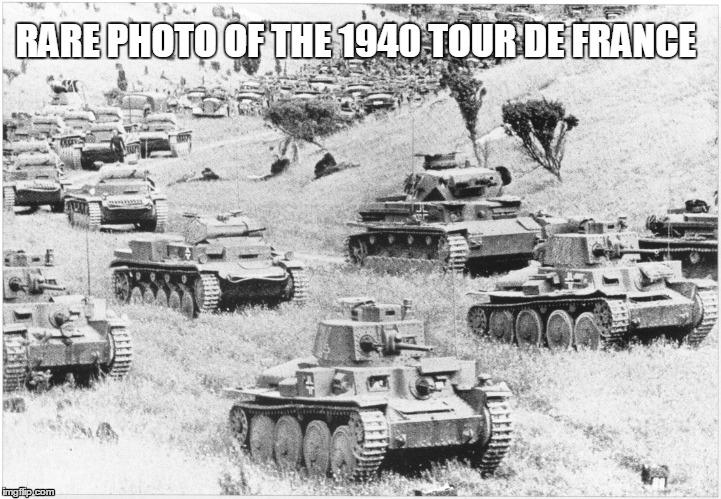 RARE PHOTO OF THE 1940 TOUR DE FRANCE
imgflip.com